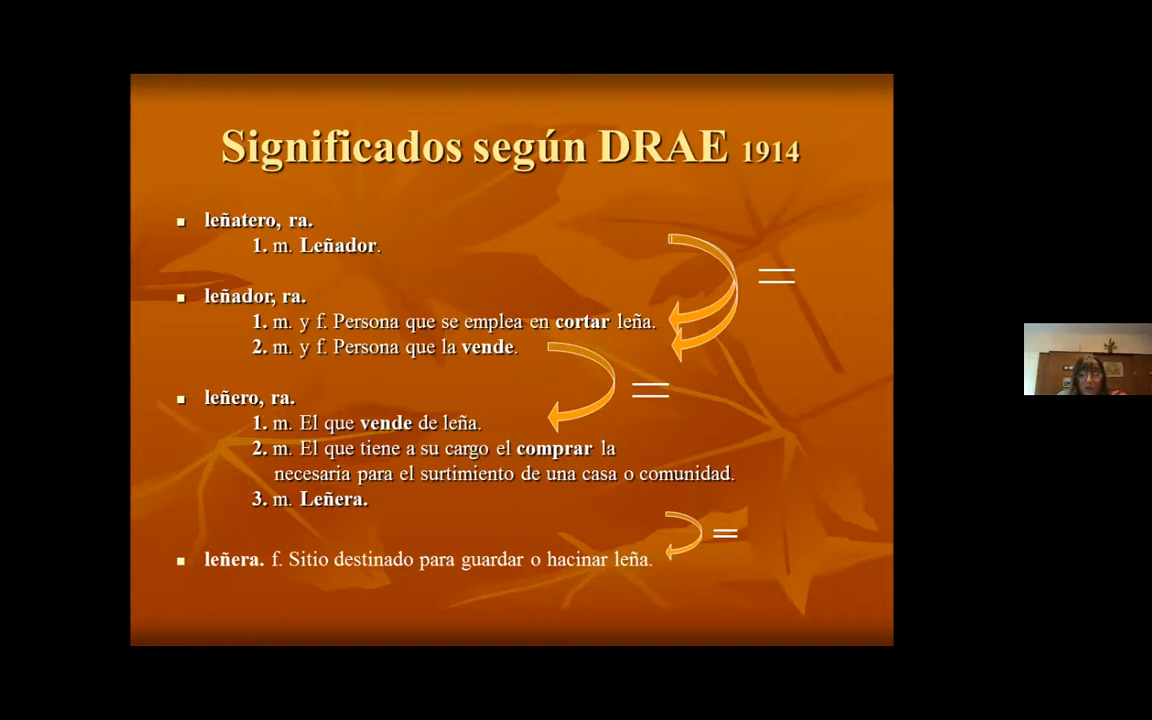 Significados según DRAE 1914
leñatero, ra.
1. m. Leñador.
leñador, ra.
1. m. y f. Persona que se emplea en cortar leña.
2. m. y f. Persona que la vende.
leñero, ra.
1. m. El que vende de leña.
2. m. El que tiene a su cargo el comprar la
necesaria para el surtimiento de una casa o comunidad.
3. m. Leñera.
leñera. f. Sitio destinado para guardar o hacinar leña.